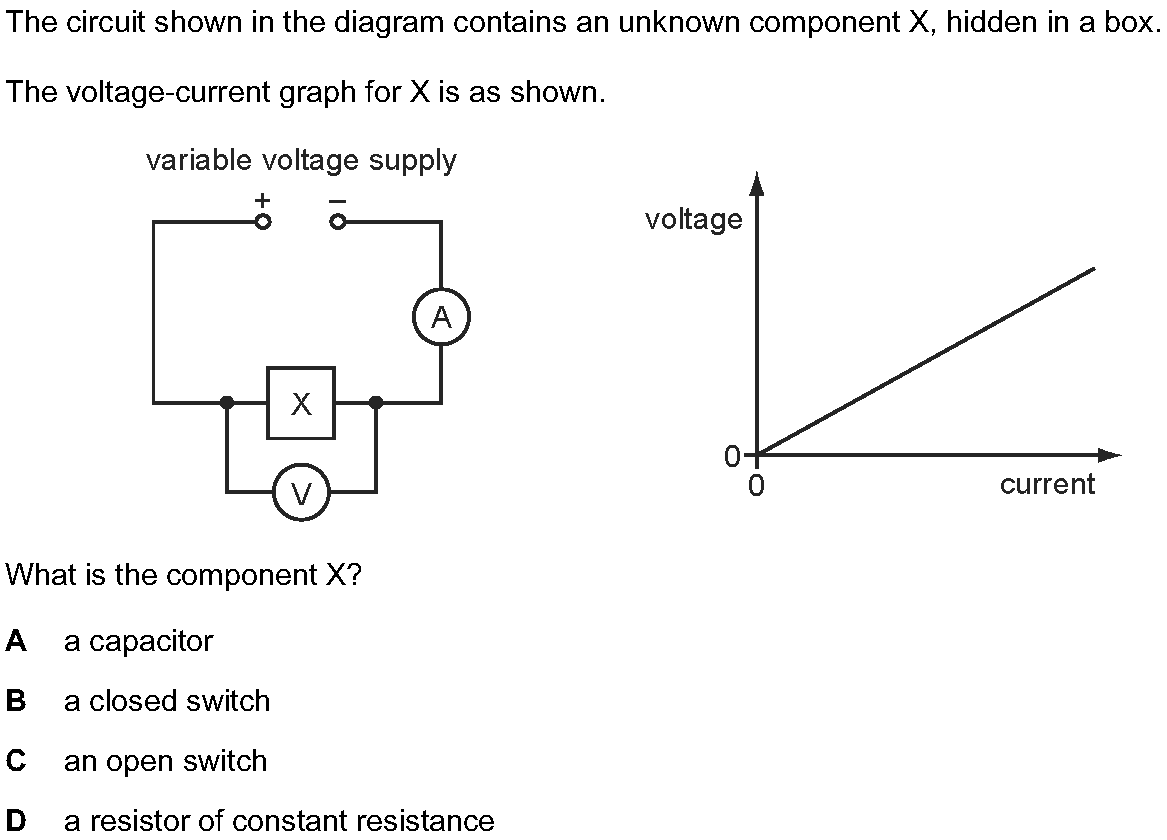 The circuit shown in the diagram contains an unknown component X, hidden in a box.
The voltage-current graph for X is as shown.
variable voltage supply
+ –
A
X
V
voltage
0
0
current
What is the component X?
A a capacitor
B a closed switch
C an open switch
D a resistor of constant resistance